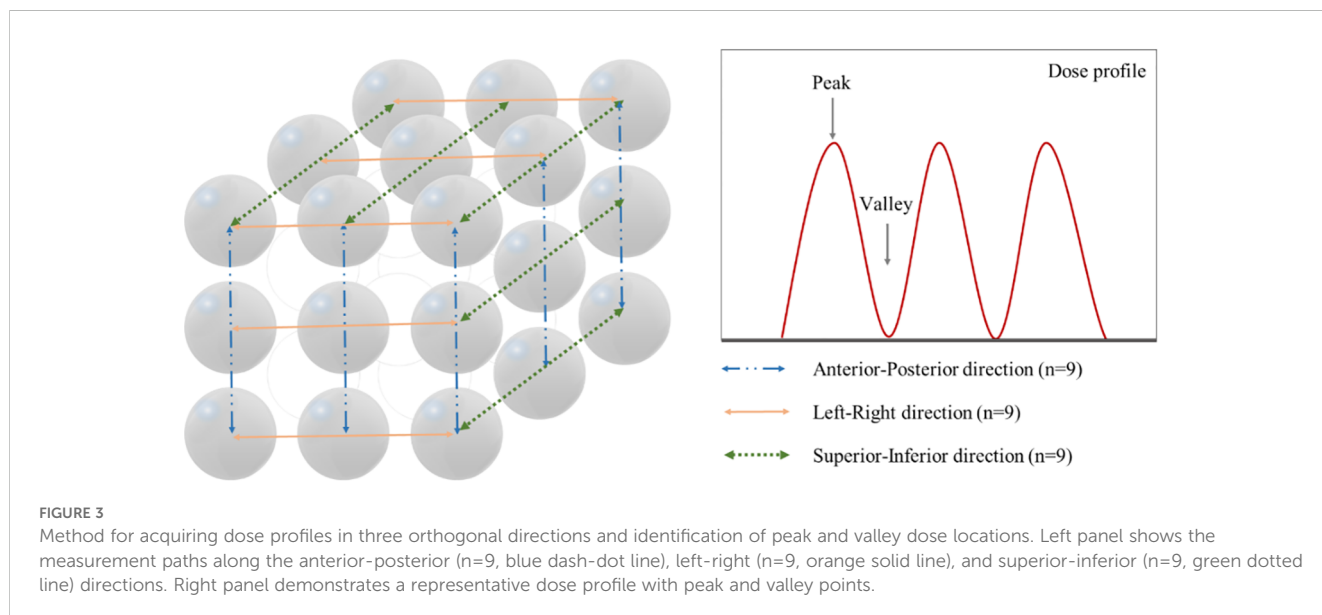 Dose profile
Peak
Valley
Anterior-Posterior direction (n=9)
Left-Right direction (n=9)
Superior-Inferior direction (n=9)
FIGURE 3
Method for acquiring dose profiles in three orthogonal directions and identification of peak and valley dose locations. Left panel shows the
measurement paths along the anterior-posterior (n=9, blue dash-dot line), left-right (n=9, orange solid line), and superior-inferior (n=9, green dotted
line) directions. Right panel demonstrates a representative dose profile with peak and valley points.